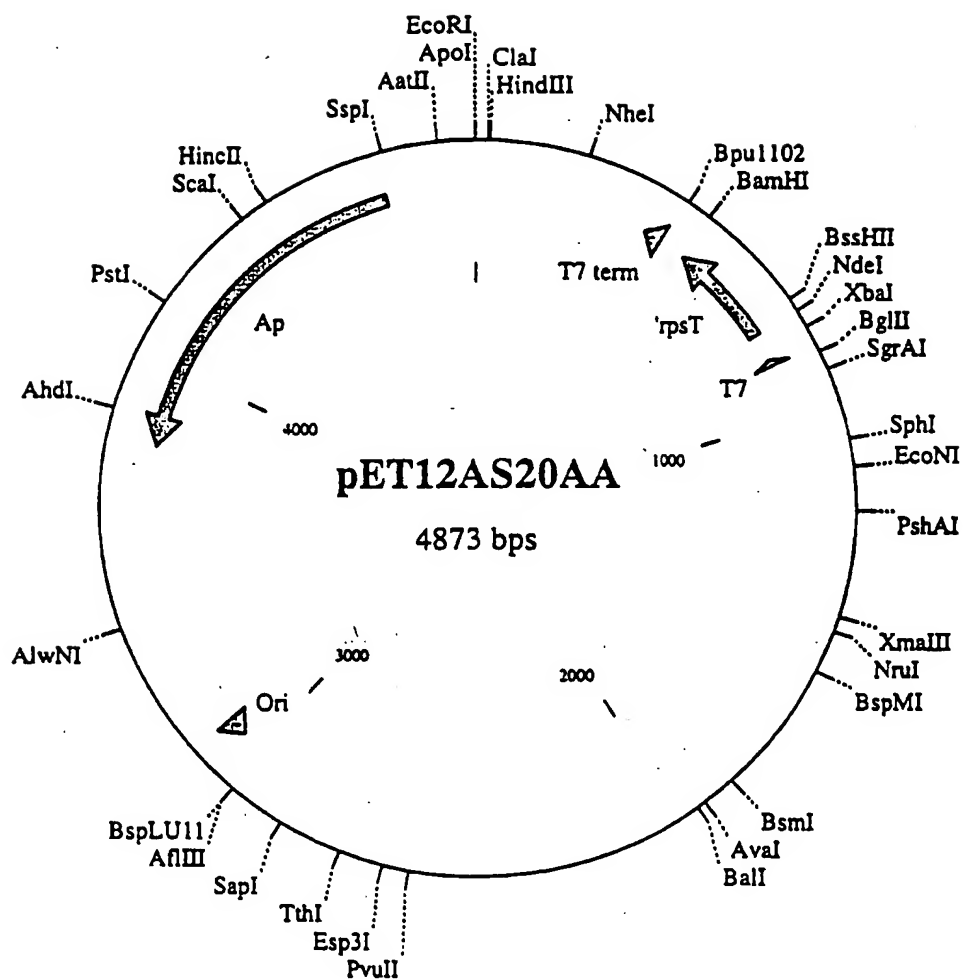 EcoRI
ApoI
ClaI
AatII
HindIII
SspI
NheI
HincII
Bpu1102
ScaI
BamHI
BssHII
T7 term
NdeI
PstI
XbaI
Ap
'rpsT
BglII
SgrAI
T7
AhdI
4000
SphI
1000
EcoNI
pET12AS20AA
PshAI
4873 bps
AlwNI
XmaIII
3000
NruI
2000
Ori
BspMI
BsmI
BspLU11
AflIII
AvaI
BalI
SapI
TthI
Esp3I
PvuII